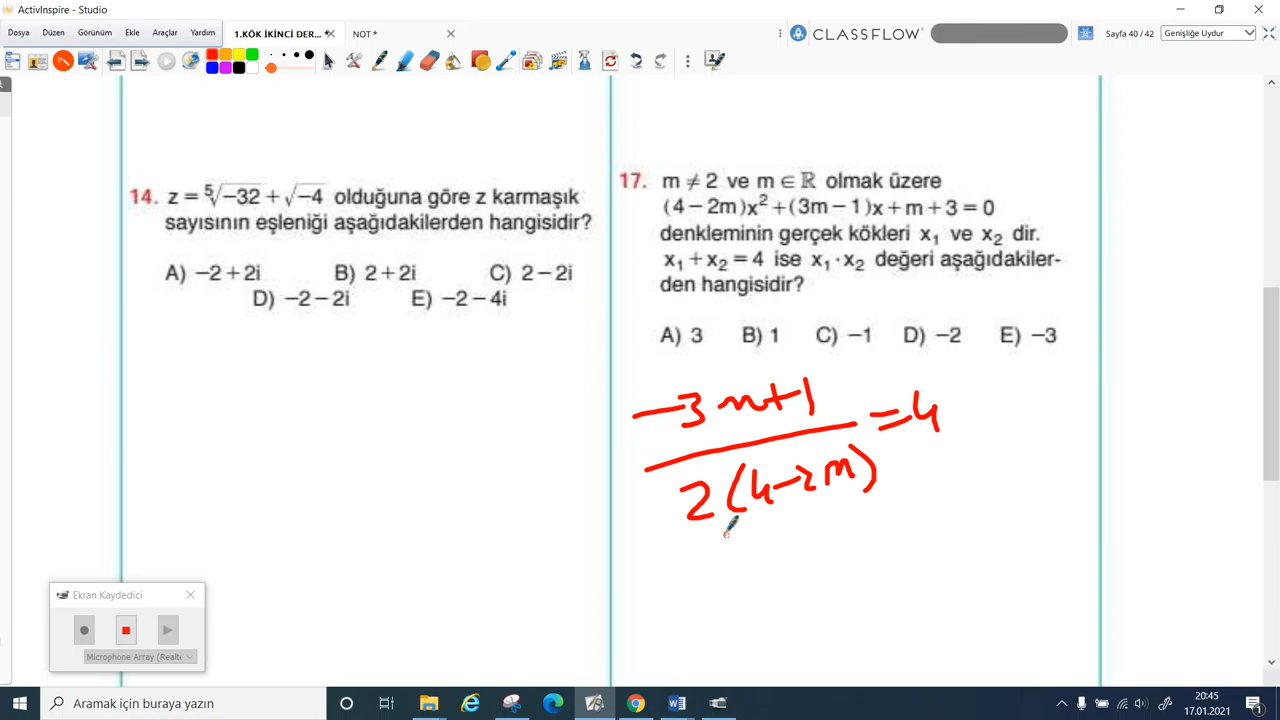 ActivInspire - Studio
Dosya Düzen Görünüm Ekle Araçlar Yardım
1.KÖK İKİNCİ DER...
NOT *
CLASSFLOW
Sayfa 40 / 42
Genişliğe Uydur
14. z = ⁵√−32 + √−4 olduğuna göre z karmaşık
sayısının eşleniği aşağıdakilerden hangisidir?
A) −2 + 2i B) 2 + 2i C) 2 − 2i
D) −2 − 2i E) −2 − 4i
17. m ≠ 2 ve m ∈ ℝ olmak üzere
(4 − 2m)x² + (3m − 1)x + m + 3 = 0
denkleminin gerçek kökleri x₁ ve x₂ dir.
x₁ + x₂ = 4 ise x₁ · x₂ değeri aşağıdakiler-
den hangisidir?
A) 3 B) 1 C) −1 D) −2 E) −3
−3m+1 = 4
2(4−2m)
Ekran Kaydedici
Microphone Array (Realt
Aramak için buraya yazın
20:45
17.01.2021
1